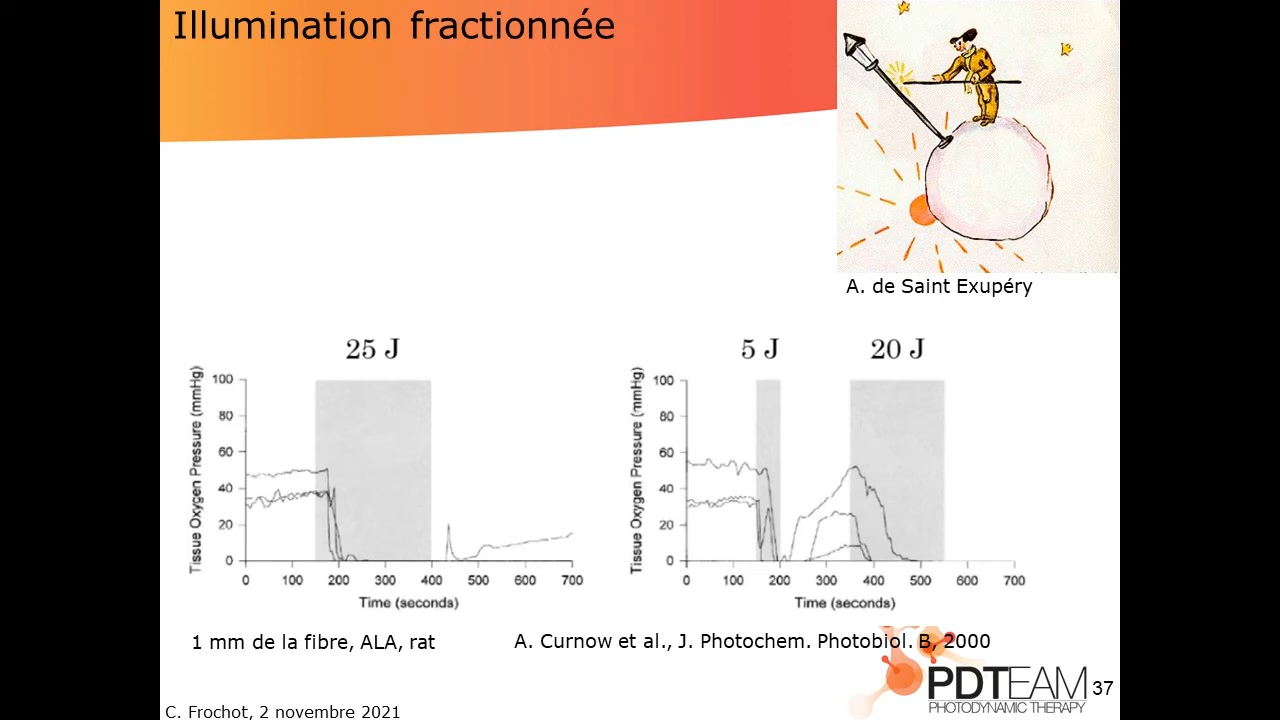 Illumination fractionnée
A. de Saint Exupéry
25 J
Tissue Oxygen Pressure (mmHg)
100
80
60
40
20
0
0 100 200 300 400 500 600 700
Time (seconds)
5 J 20 J
Tissue Oxygen Pressure (mmHg)
100
80
60
40
20
0
0 100 200 300 400 500 600 700
Time (seconds)
1 mm de la fibre, ALA, rat
A. Curnow et al., J. Photochem. Photobiol. B, 2000
PDTEAM
PHOTODYNAMIC THERAPY
37
C. Frochot, 2 novembre 2021